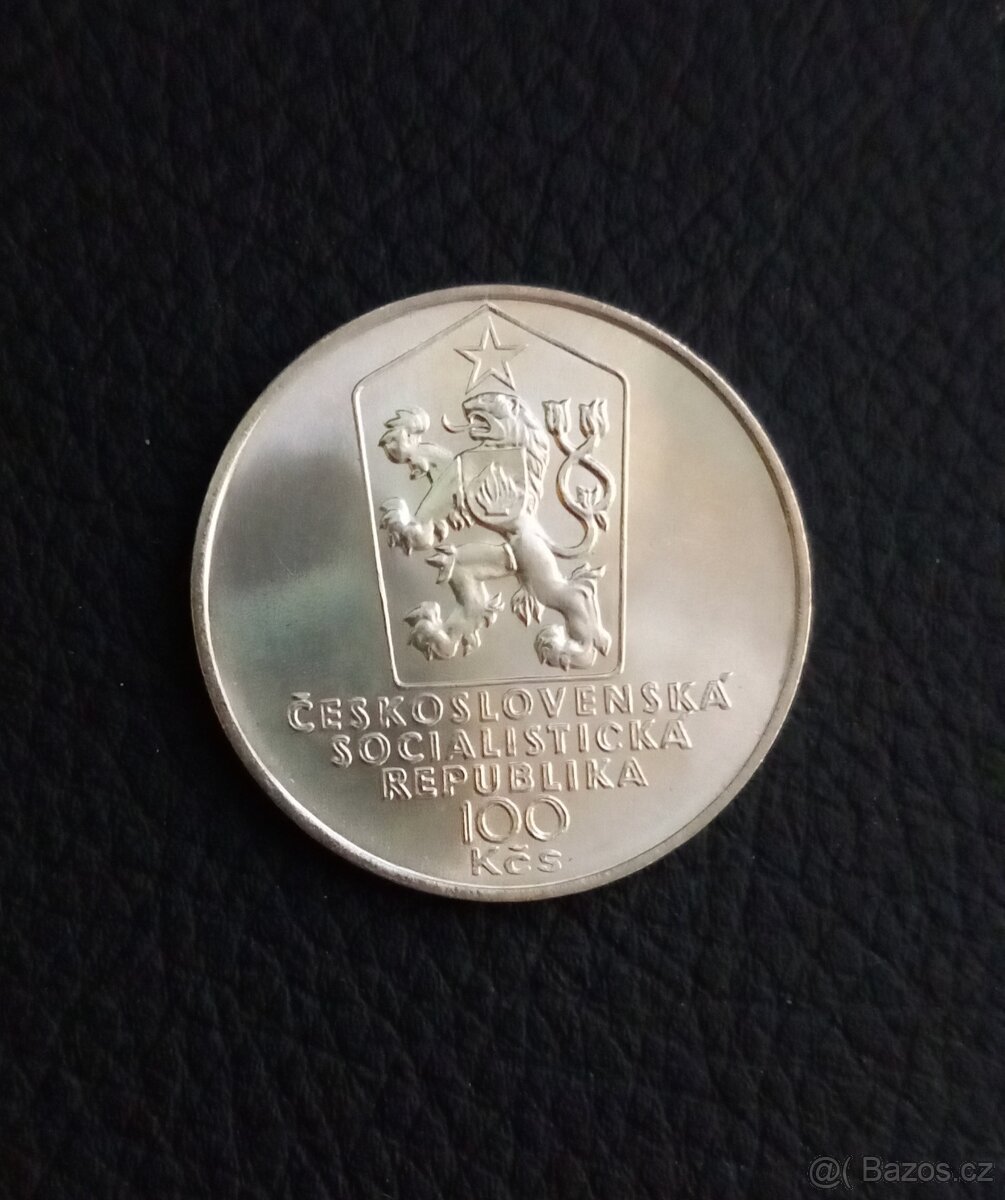 ČESKOSLOVENSKÁ
SOCIALISTICKÁ
REPUBLIKA
100
Kčs
@( Bazos.cz